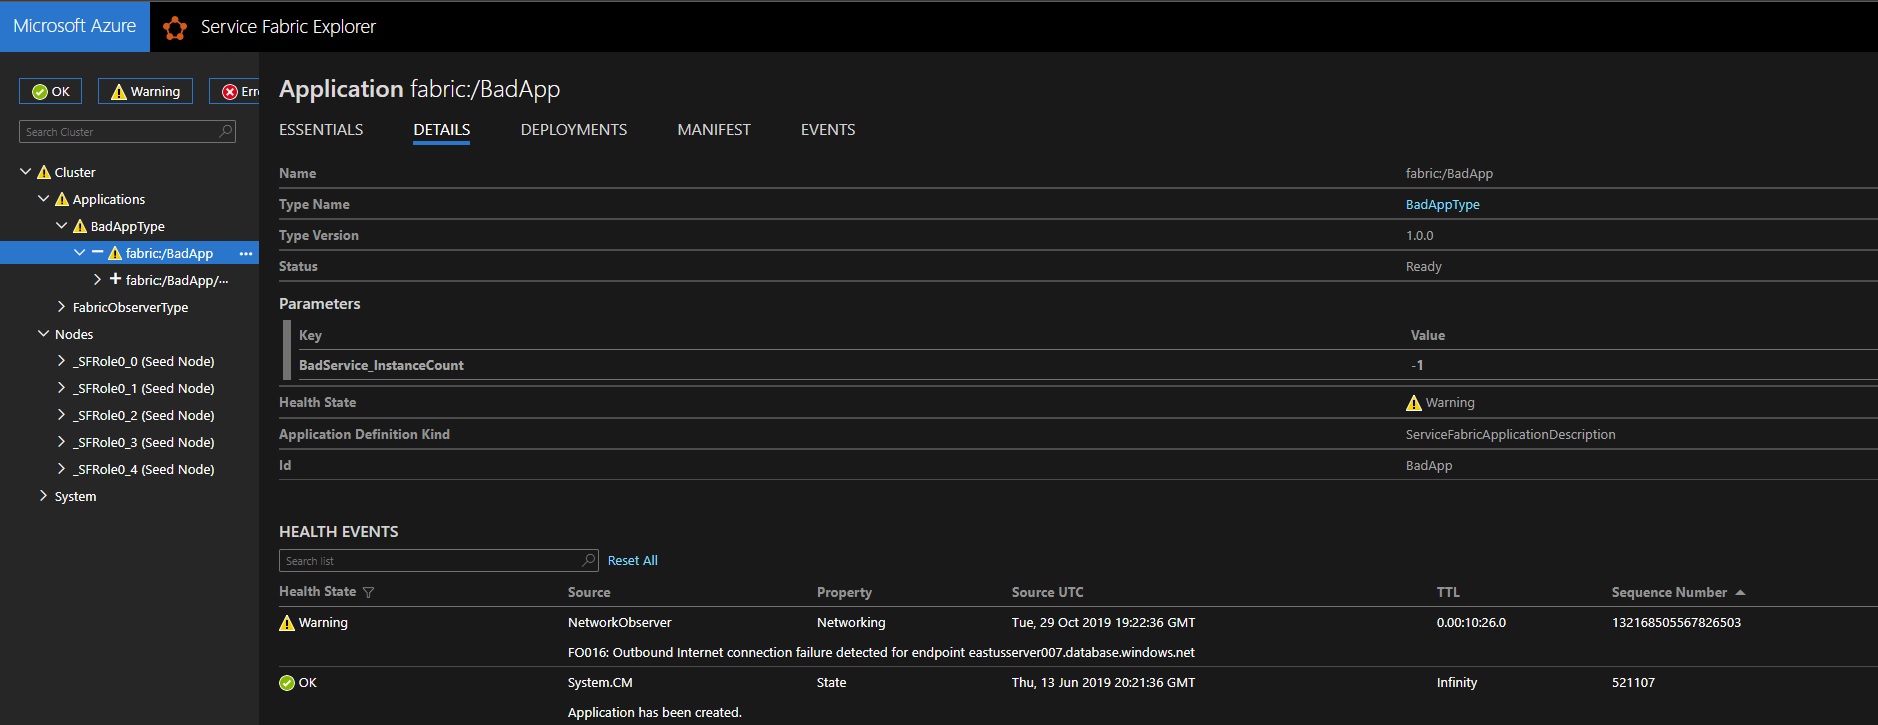 Microsoft Azure
Service Fabric Explorer
OK
Warning
Err
Search Cluster
Cluster
Applications
BadAppType
fabric:/BadApp
fabric:/BadApp/...
FabricObserverType
Nodes
_SFRole0_0 (Seed Node)
_SFRole0_1 (Seed Node)
_SFRole0_2 (Seed Node)
_SFRole0_3 (Seed Node)
_SFRole0_4 (Seed Node)
System
Application fabric:/BadApp
ESSENTIALS DETAILS DEPLOYMENTS MANIFEST EVENTS
Name fabric:/BadApp
Type Name BadAppType
Type Version 1.0.0
Status Ready
Parameters
Key Value
BadService_InstanceCount -1
Health State Warning
Application Definition Kind ServiceFabricApplicationDescription
Id BadApp
HEALTH EVENTS
Search list Reset All
Health State Source Property Source UTC TTL Sequence Number
Warning NetworkObserver Networking Tue, 29 Oct 2019 19:22:36 GMT 0.00:10:26.0 132168505567826503
FO016: Outbound Internet connection failure detected for endpoint eastusserver007.database.windows.net
OK System.CM State Thu, 13 Jun 2019 20:21:36 GMT Infinity 521107
Application has been created.